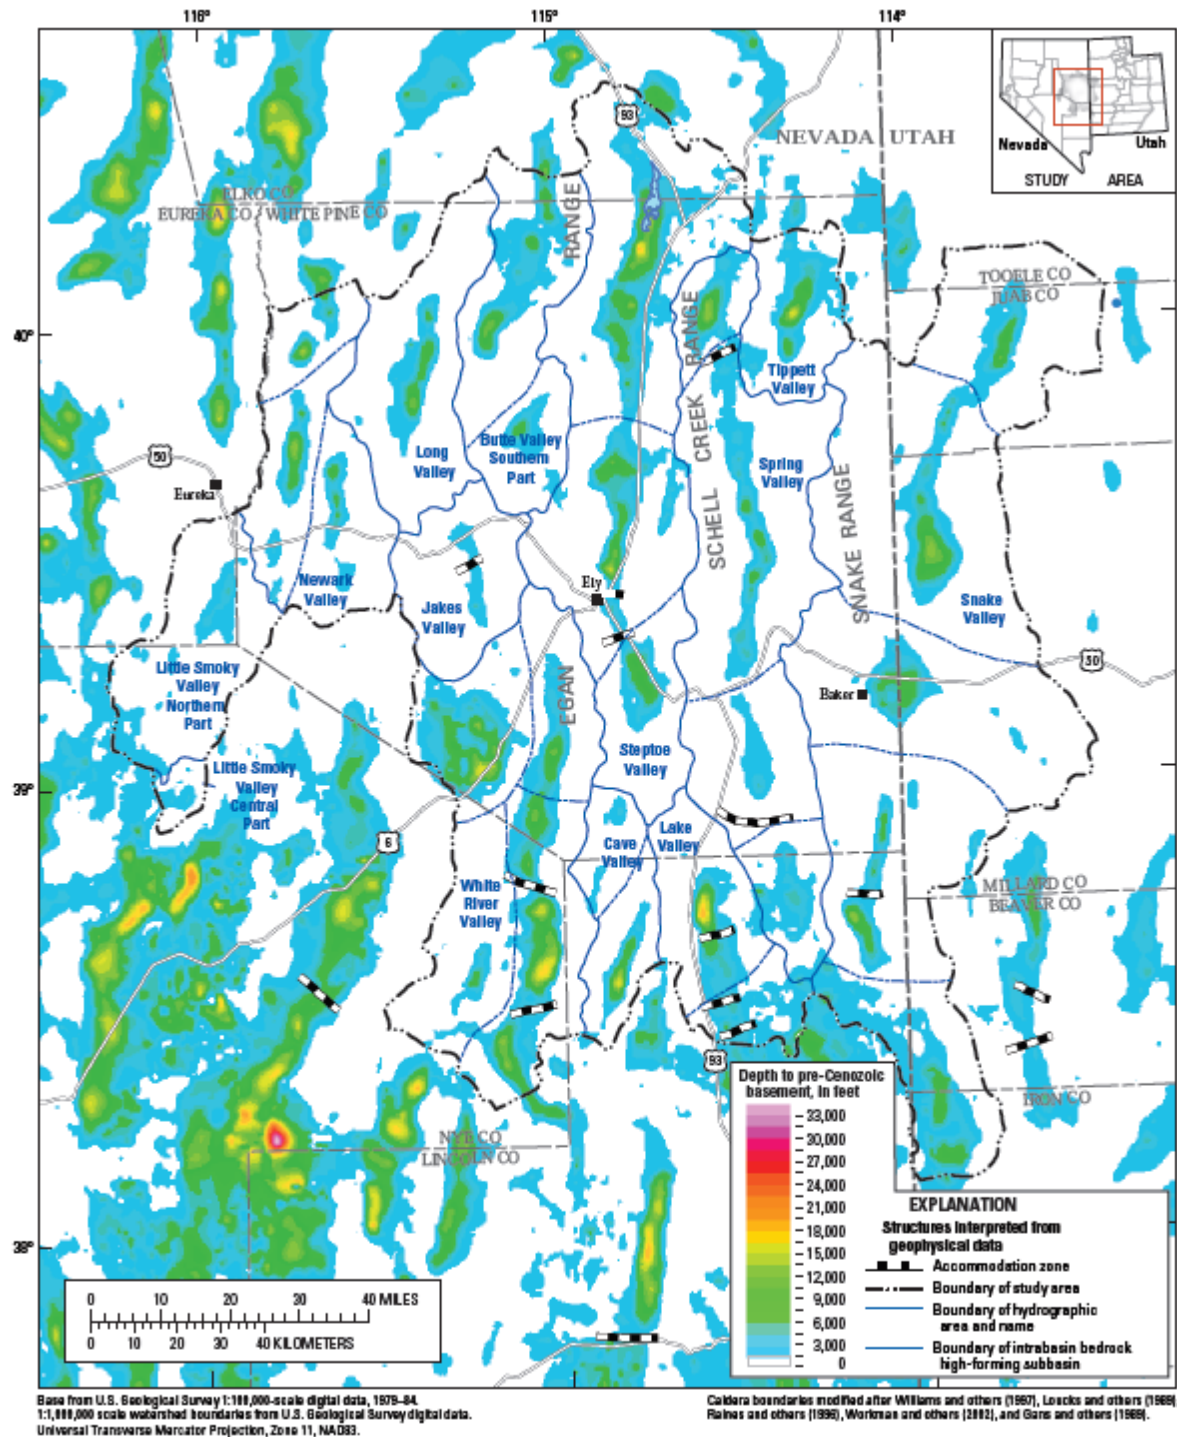 116°
115°
114°
93
NEVADA
UTAH
Nevada
Utah
STUDY AREA
ELKO CO
EUREKA CO
WHITE PINE CO
RANGE
TOOELE CO
JUAB CO
40°
SCHELL CREEK RANGE
Tippett
Valley
50
Eureka
Long
Valley
Butte Valley
Southern
Part
Spring
Valley
SNAKE RANGE
Newark
Valley
Jakes
Valley
Ely
Snake
Valley
Little Smoky
Valley
Northern
Part
EGAN
Baker
Steptoe
Valley
39°
Little Smoky
Valley
Central
Part
6
Cave
Valley
Lake
Valley
White
River
Valley
MILLARD CO
BEAVER CO
93
IRON CO
NYE CO
LINCOLN CO
38°
Depth to pre-Cenozoic
basement, in feet
33,000
30,000
27,000
24,000
21,000
18,000
15,000
12,000
9,000
6,000
3,000
0
EXPLANATION
Structures interpreted from
geophysical data
Accommodation zone
Boundary of study area
Boundary of hydrographic
area and name
Boundary of intrabasin bedrock
high-forming subbasin
0 10 20 30 40 MILES
0 10 20 30 40 KILOMETERS
Base from U.S. Geological Survey 1:100,000-scale digital data, 1979–84.
1:1,000,000 scale watershed boundaries from U.S. Geological Survey digital data.
Universal Transverse Mercator Projection, Zone 11, NAD83.
Caldera boundaries modified after Williams and others (1997), Loucks and others (1989)
Raines and others (1996), Workman and others (2002), and Gans and others (1989).